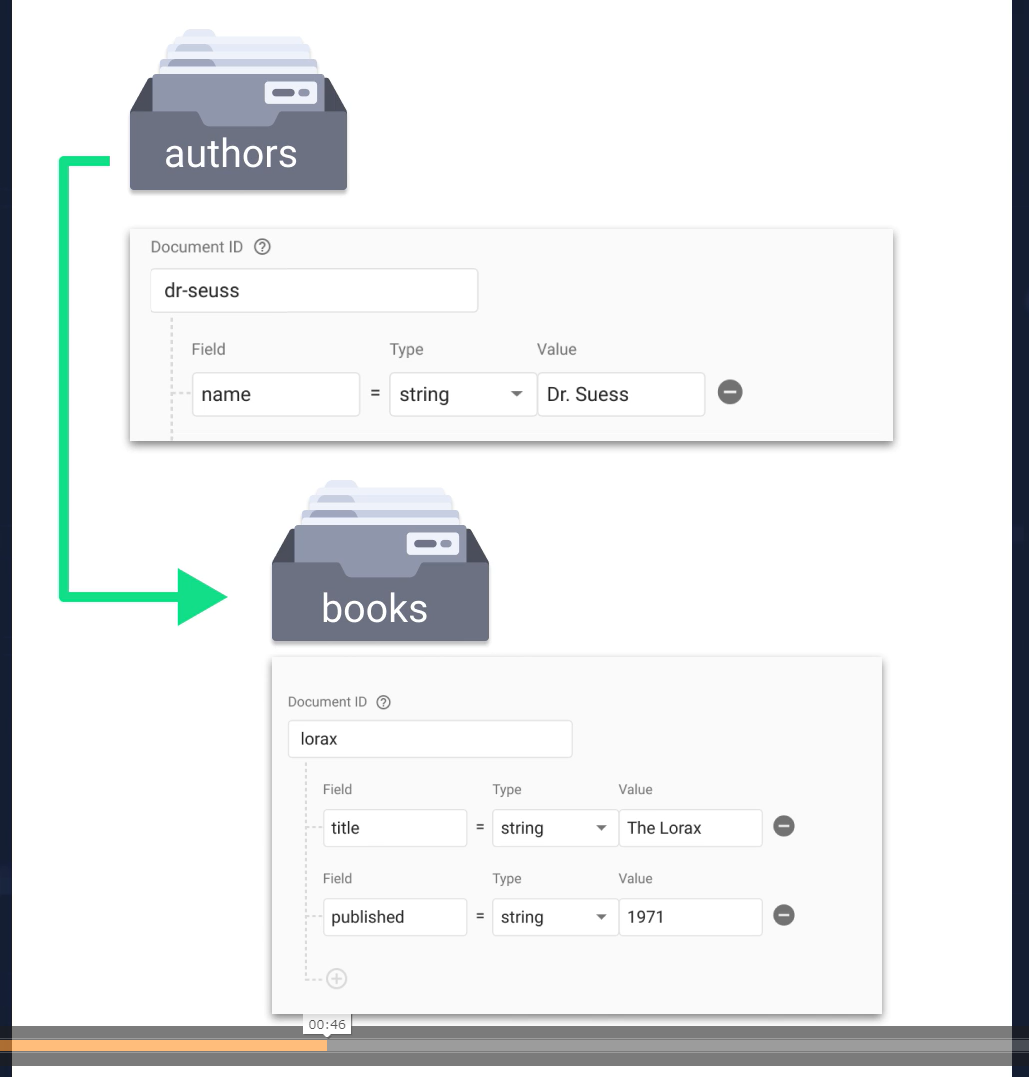 authors
Document ID ?
dr-seuss
Field Type Value
name = string Dr. Suess
books
Document ID ?
lorax
Field Type Value
title = string The Lorax
Field Type Value
published = string 1971
00:46